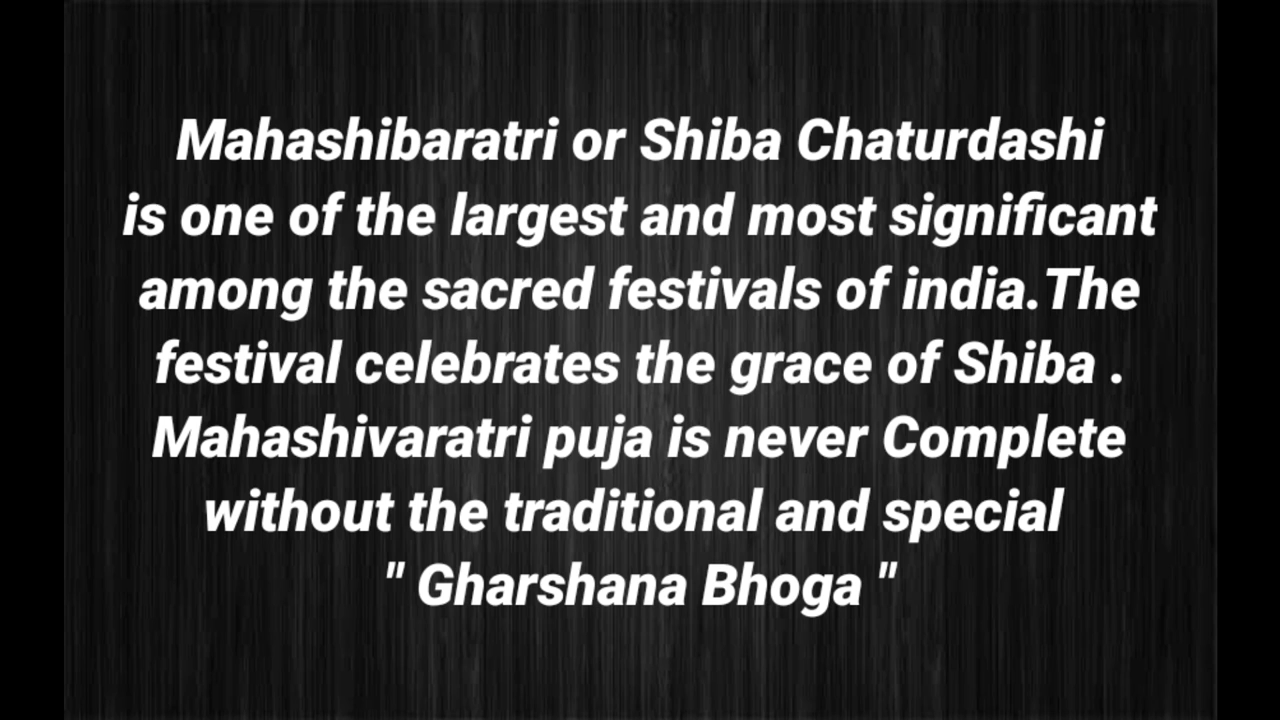 Mahashibaratri or Shiba Chaturdashi
is one of the largest and most significant
among the sacred festivals of india.The
festival celebrates the grace of Shiba .
Mahashivaratri puja is never Complete
without the traditional and special
" Gharshana Bhoga "